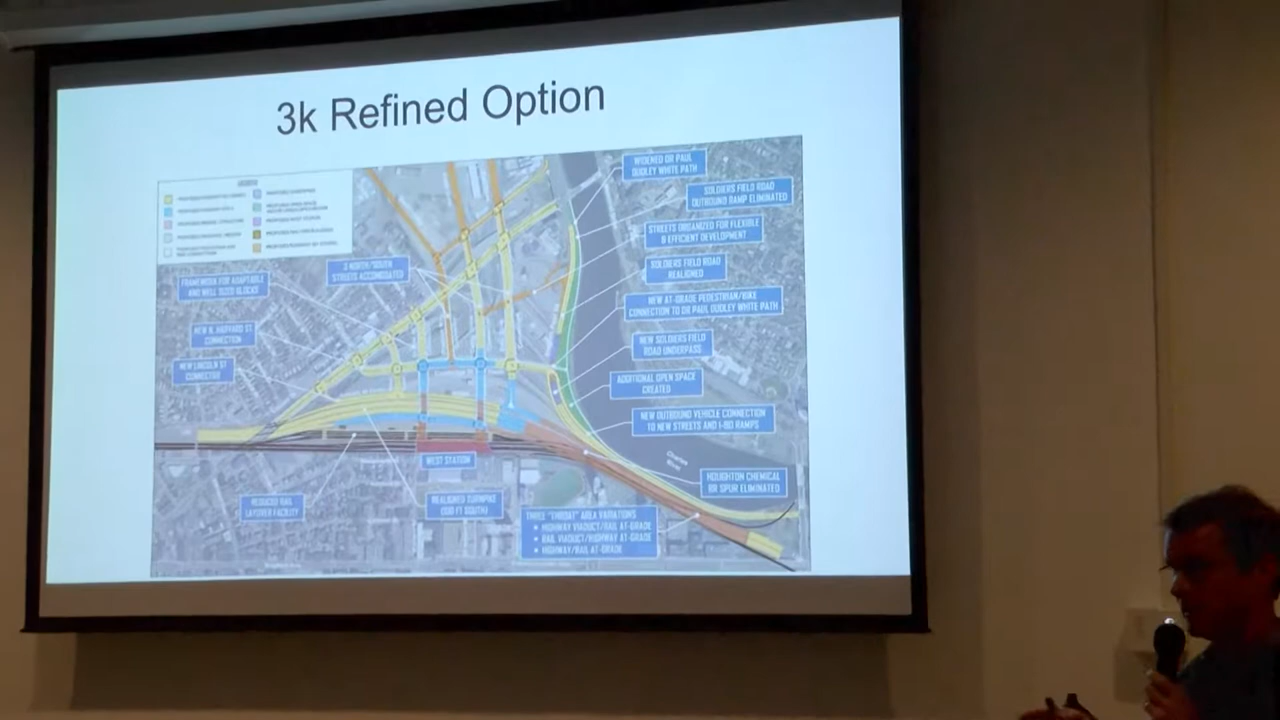 3k Refined Option
WIDENED DR PAUL
DUDLEY WHITE PATH
SOLDIERS FIELD ROAD
OUTBOUND RAMP ELIMINATED
STREETS ORGANIZED FOR FLEXIBLE
& EFFICIENT DEVELOPMENT
SOLDIERS FIELD ROAD
REALIGNED
NEW AT-GRADE PEDESTRIAN/BIKE
CONNECTION TO DR PAUL DUDLEY WHITE PATH
NEW SOLDIERS FIELD
ROAD UNDERPASS
ADDITIONAL OPEN SPACE
CREATED
NEW OUTBOUND VEHICLE CONNECTION
TO NEW STREETS AND I-90 RAMPS
Charles
River
HOUGHTON CHEMICAL
RR SPUR ELIMINATED
3 NORTH/SOUTH
STREETS ACCOMODATED
FRAMEWORK FOR ADAPTABLE
AND WELL SIZED BLOCKS
NEW N. HARVARD ST.
CONNECTION
NEW LINCOLN ST
CONNECTOR
WEST STATION
REDUCED RAIL
LAYOVER FACILITY
REALIGNED TURNPIKE
THREE "THROAT" AREA VARIATIONS
• HIGHWAY VIADUCT/RAIL AT-GRADE
• RAIL VIADUCT/HIGHWAY AT-GRADE
• HIGHWAY/RAIL AT-GRADE